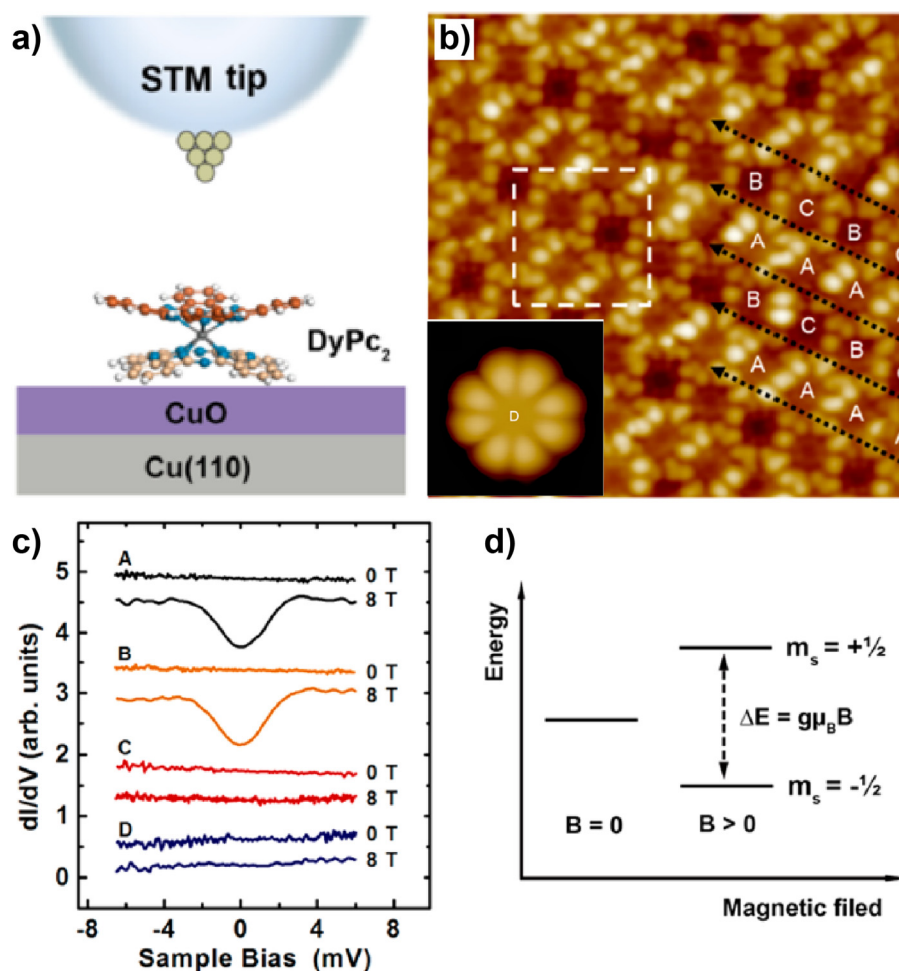 a)
STM tip
DyPc₂
CuO
Cu(110)
b)
B
C
B
A
A
A
B
C
B
A
A
A
D
c)
A
0 T
8 T
B
0 T
8 T
C
0 T
8 T
D
0 T
8 T
5
4
3
2
1
0
dI/dV (arb. units)
-8 -4 0 4 8
Sample Bias (mV)
d)
Energy
mₛ = +½
ΔE = gμ_BB
mₛ = -½
B = 0
B > 0
Magnetic filed